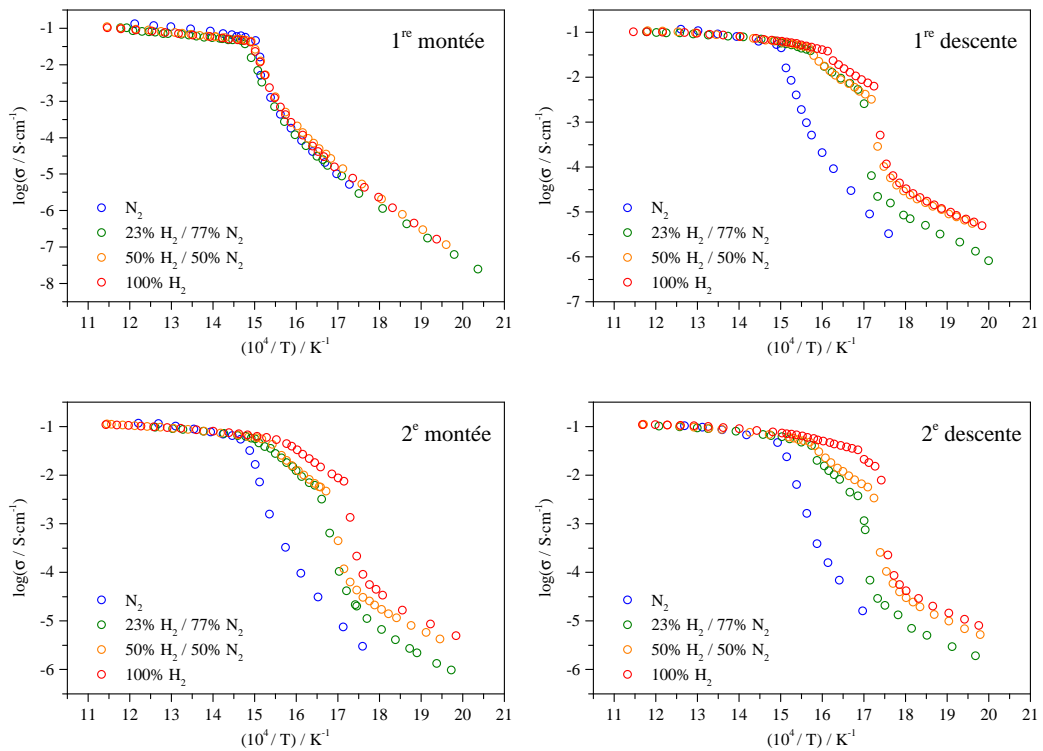 -1
-2
-3
-4
-5
-6
-7
-8
log(σ / S·cm⁻¹)
1ʳᵉ montée
N₂
23% H₂ / 77% N₂
50% H₂ / 50% N₂
100% H₂
11 12 13 14 15 16 17 18 19 20 21
(10⁴ / T) / K⁻¹
-1
-3
-5
-7
log(σ / S·cm⁻¹)
1ʳᵉ descente
N₂
23% H₂ / 77% N₂
50% H₂ / 50% N₂
100% H₂
11 12 13 14 15 16 17 18 19 20 21
(10⁴ / T) / K⁻¹
-1
-2
-3
-4
-5
-6
log(σ / S·cm⁻¹)
2ᵉ montée
N₂
23% H₂ / 77% N₂
50% H₂ / 50% N₂
100% H₂
11 12 13 14 15 16 17 18 19 20 21
(10⁴ / T) / K⁻¹
-1
-2
-3
-4
-5
-6
log(σ / S·cm⁻¹)
2ᵉ descente
N₂
23% H₂ / 77% N₂
50% H₂ / 50% N₂
100% H₂
11 12 13 14 15 16 17 18 19 20 21
(10⁴ / T) / K⁻¹